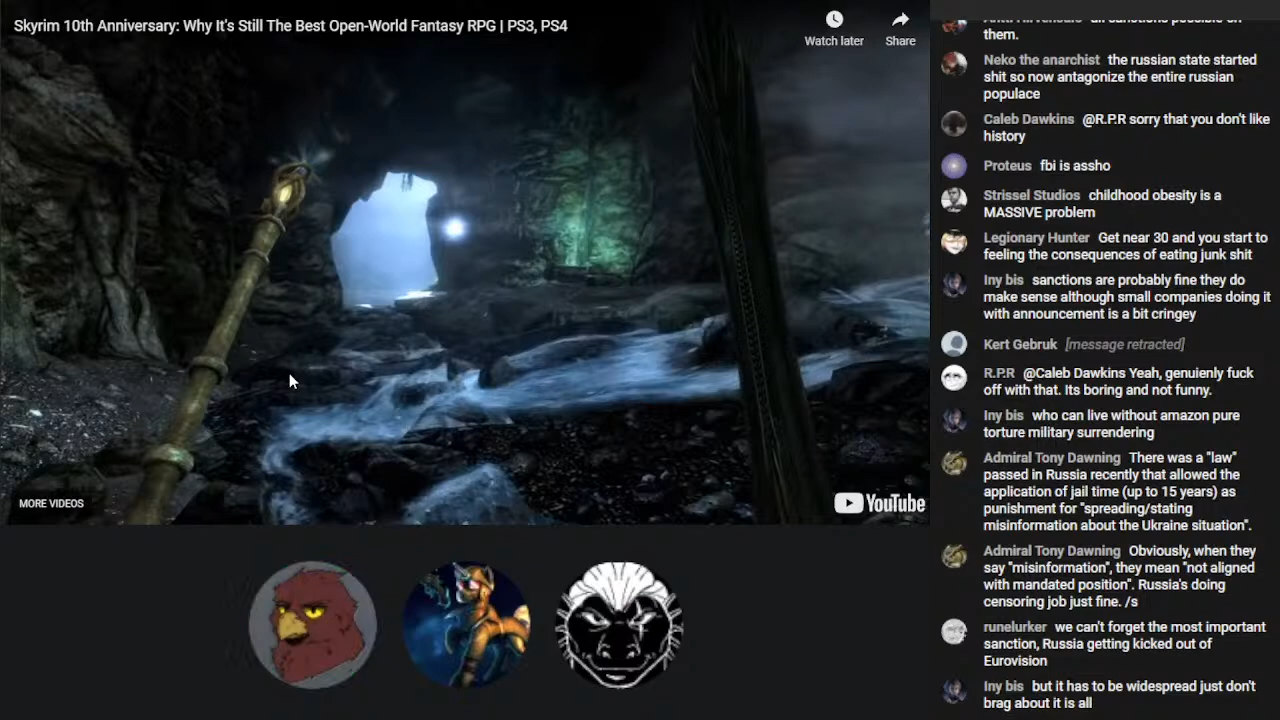 Skyrim 10th Anniversary: Why It's Still The Best Open-World Fantasy RPG | PS3, PS4
Watch later
Share
MORE VIDEOS
YouTube
them.
Neko the anarchist the russian state started
shit so now antagonize the entire russian
populace
Caleb Dawkins @R.P.R sorry that you don't like
history
Proteus fbi is assho
Strissel Studios childhood obesity is a
MASSIVE problem
Legionary Hunter Get near 30 and you start to
feeling the consequences of eating junk shit
Iny bis sanctions are probably fine they do
make sense although small companies doing it
with announcement is a bit cringey
Kert Gebruk [message retracted]
R.P.R @Caleb Dawkins Yeah, genuienly fuck
off with that. Its boring and not funny.
Iny bis who can live without amazon pure
torture military surrendering
Admiral Tony Dawning There was a "law"
passed in Russia recently that allowed the
application of jail time (up to 15 years) as
punishment for "spreading/stating
misinformation about the Ukraine situation".
Admiral Tony Dawning Obviously, when they
say "misinformation", they mean "not aligned
with mandated position". Russia's doing
censoring job just fine. /s
runelurker we can't forget the most important
sanction, Russia getting kicked out of
Eurovision
Iny bis but it has to be widespread just don't
brag about it is all